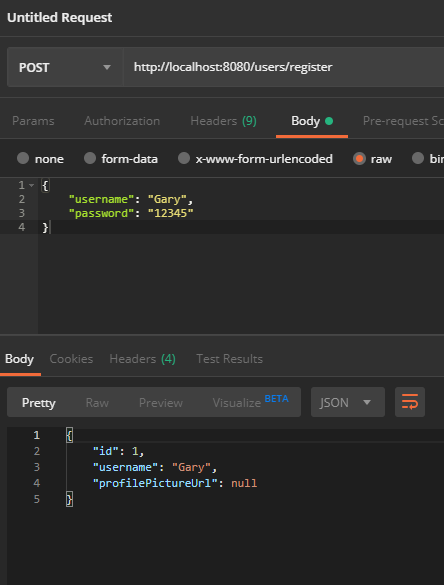 Untitled Request
POST http://localhost:8080/users/register
Params Authorization Headers (9) Body Pre-request Sc
none form-data x-www-form-urlencoded raw bin
1 {
2 "username": "Gary",
3 "password": "12345"
4 }
Body Cookies Headers (4) Test Results
Pretty Raw Preview Visualize BETA JSON
1 {
2 "id": 1,
3 "username": "Gary",
4 "profilePictureUrl": null
5 }